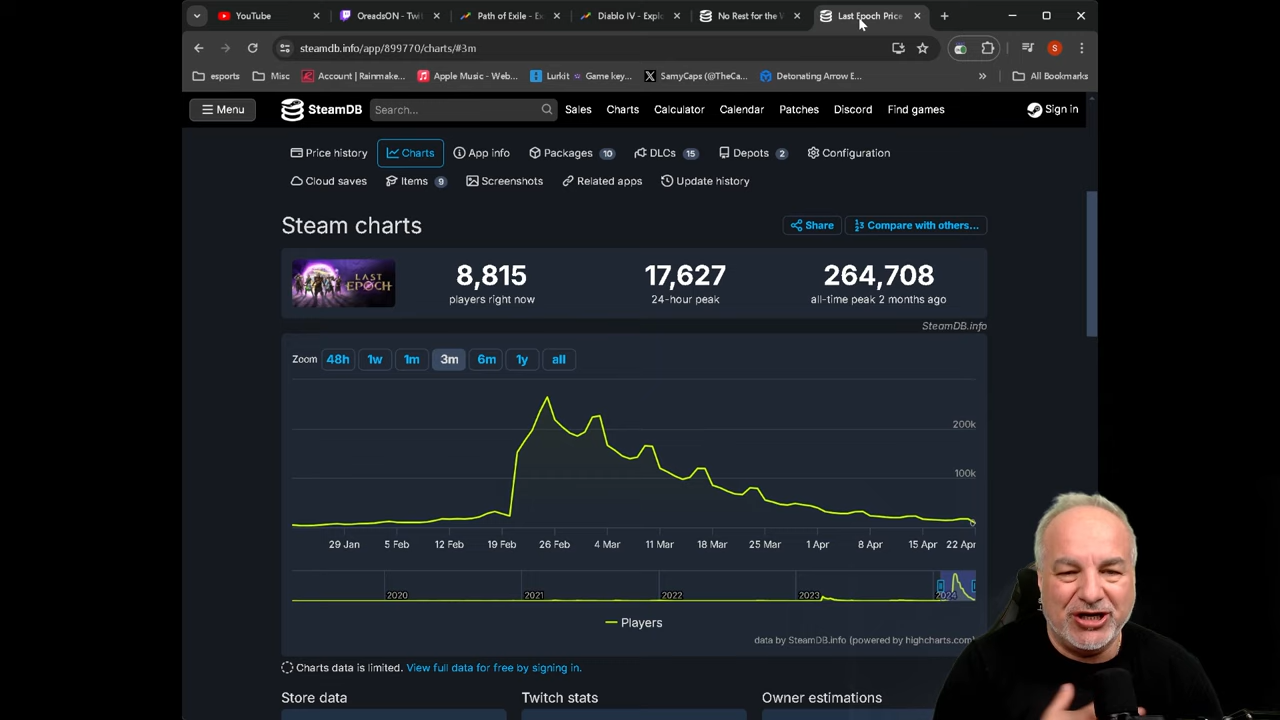 YouTube
OreadsON - Twit
Path of Exile - E
Diablo IV - Explo
No Rest for the W
Last Epoch Price
steamdb.info/app/899770/charts/#3m
S
esports
Misc
Account | Rainmake...
Apple Music - Web...
Lurkit
Game key...
SamyCaps (@TheCa...
Detonating Arrow E...
»
All Bookmarks
Menu
SteamDB
Search...
Sales
Charts
Calculator
Calendar
Patches
Discord
Find games
Sign in
Price history
Charts
App info
Packages 10
DLCs 15
Depots 2
Configuration
Cloud saves
Items 9
Screenshots
Related apps
Update history
Steam charts
Share
Compare with others...
LAST EPOCH
8,815
17,627
264,708
players right now
24-hour peak
all-time peak 2 months ago
SteamDB.info
Zoom 48h 1w 1m 3m 6m 1y all
200k
100k
0
29 Jan 5 Feb 12 Feb 19 Feb 26 Feb 4 Mar 11 Mar 18 Mar 25 Mar 1 Apr 8 Apr 15 Apr 22 Apr
2020 2021 2022 2023 2024
Players
data by SteamDB.info (powered by highcharts.com)
Charts data is limited. View full data for free by signing in.
Store data
Twitch stats
Owner estimations